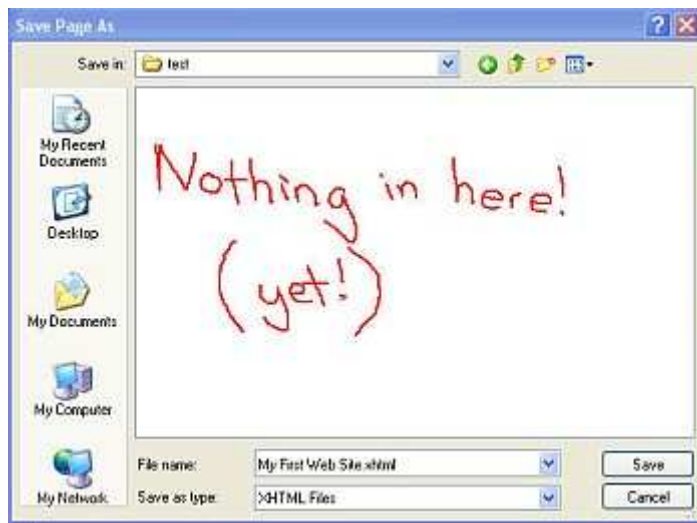 Save Page As
Save in: test
My Recent
Documents
Desktop
My Documents
My Computer
My Network
Nothing in here!
(yet!)
File name: My First Web Site.xhtml Save
Save as type: XHTML Files Cancel